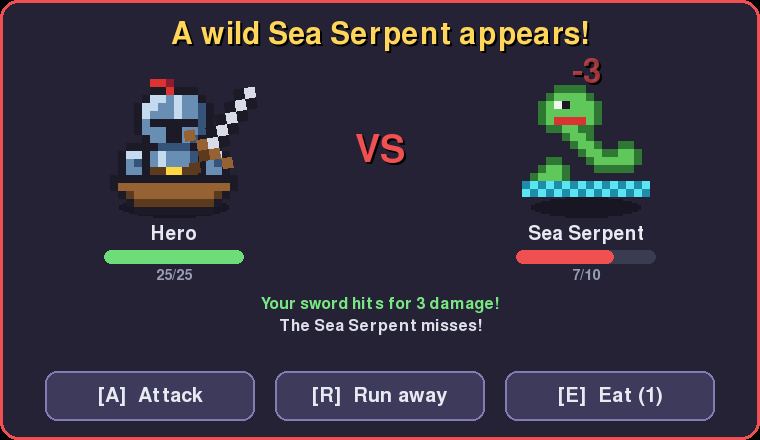 A wild Sea Serpent appears!
-3
VS
Hero
Sea Serpent
25/25
7/10
Your sword hits for 3 damage!
The Sea Serpent misses!
[A] Attack
[R] Run away
[E] Eat (1)